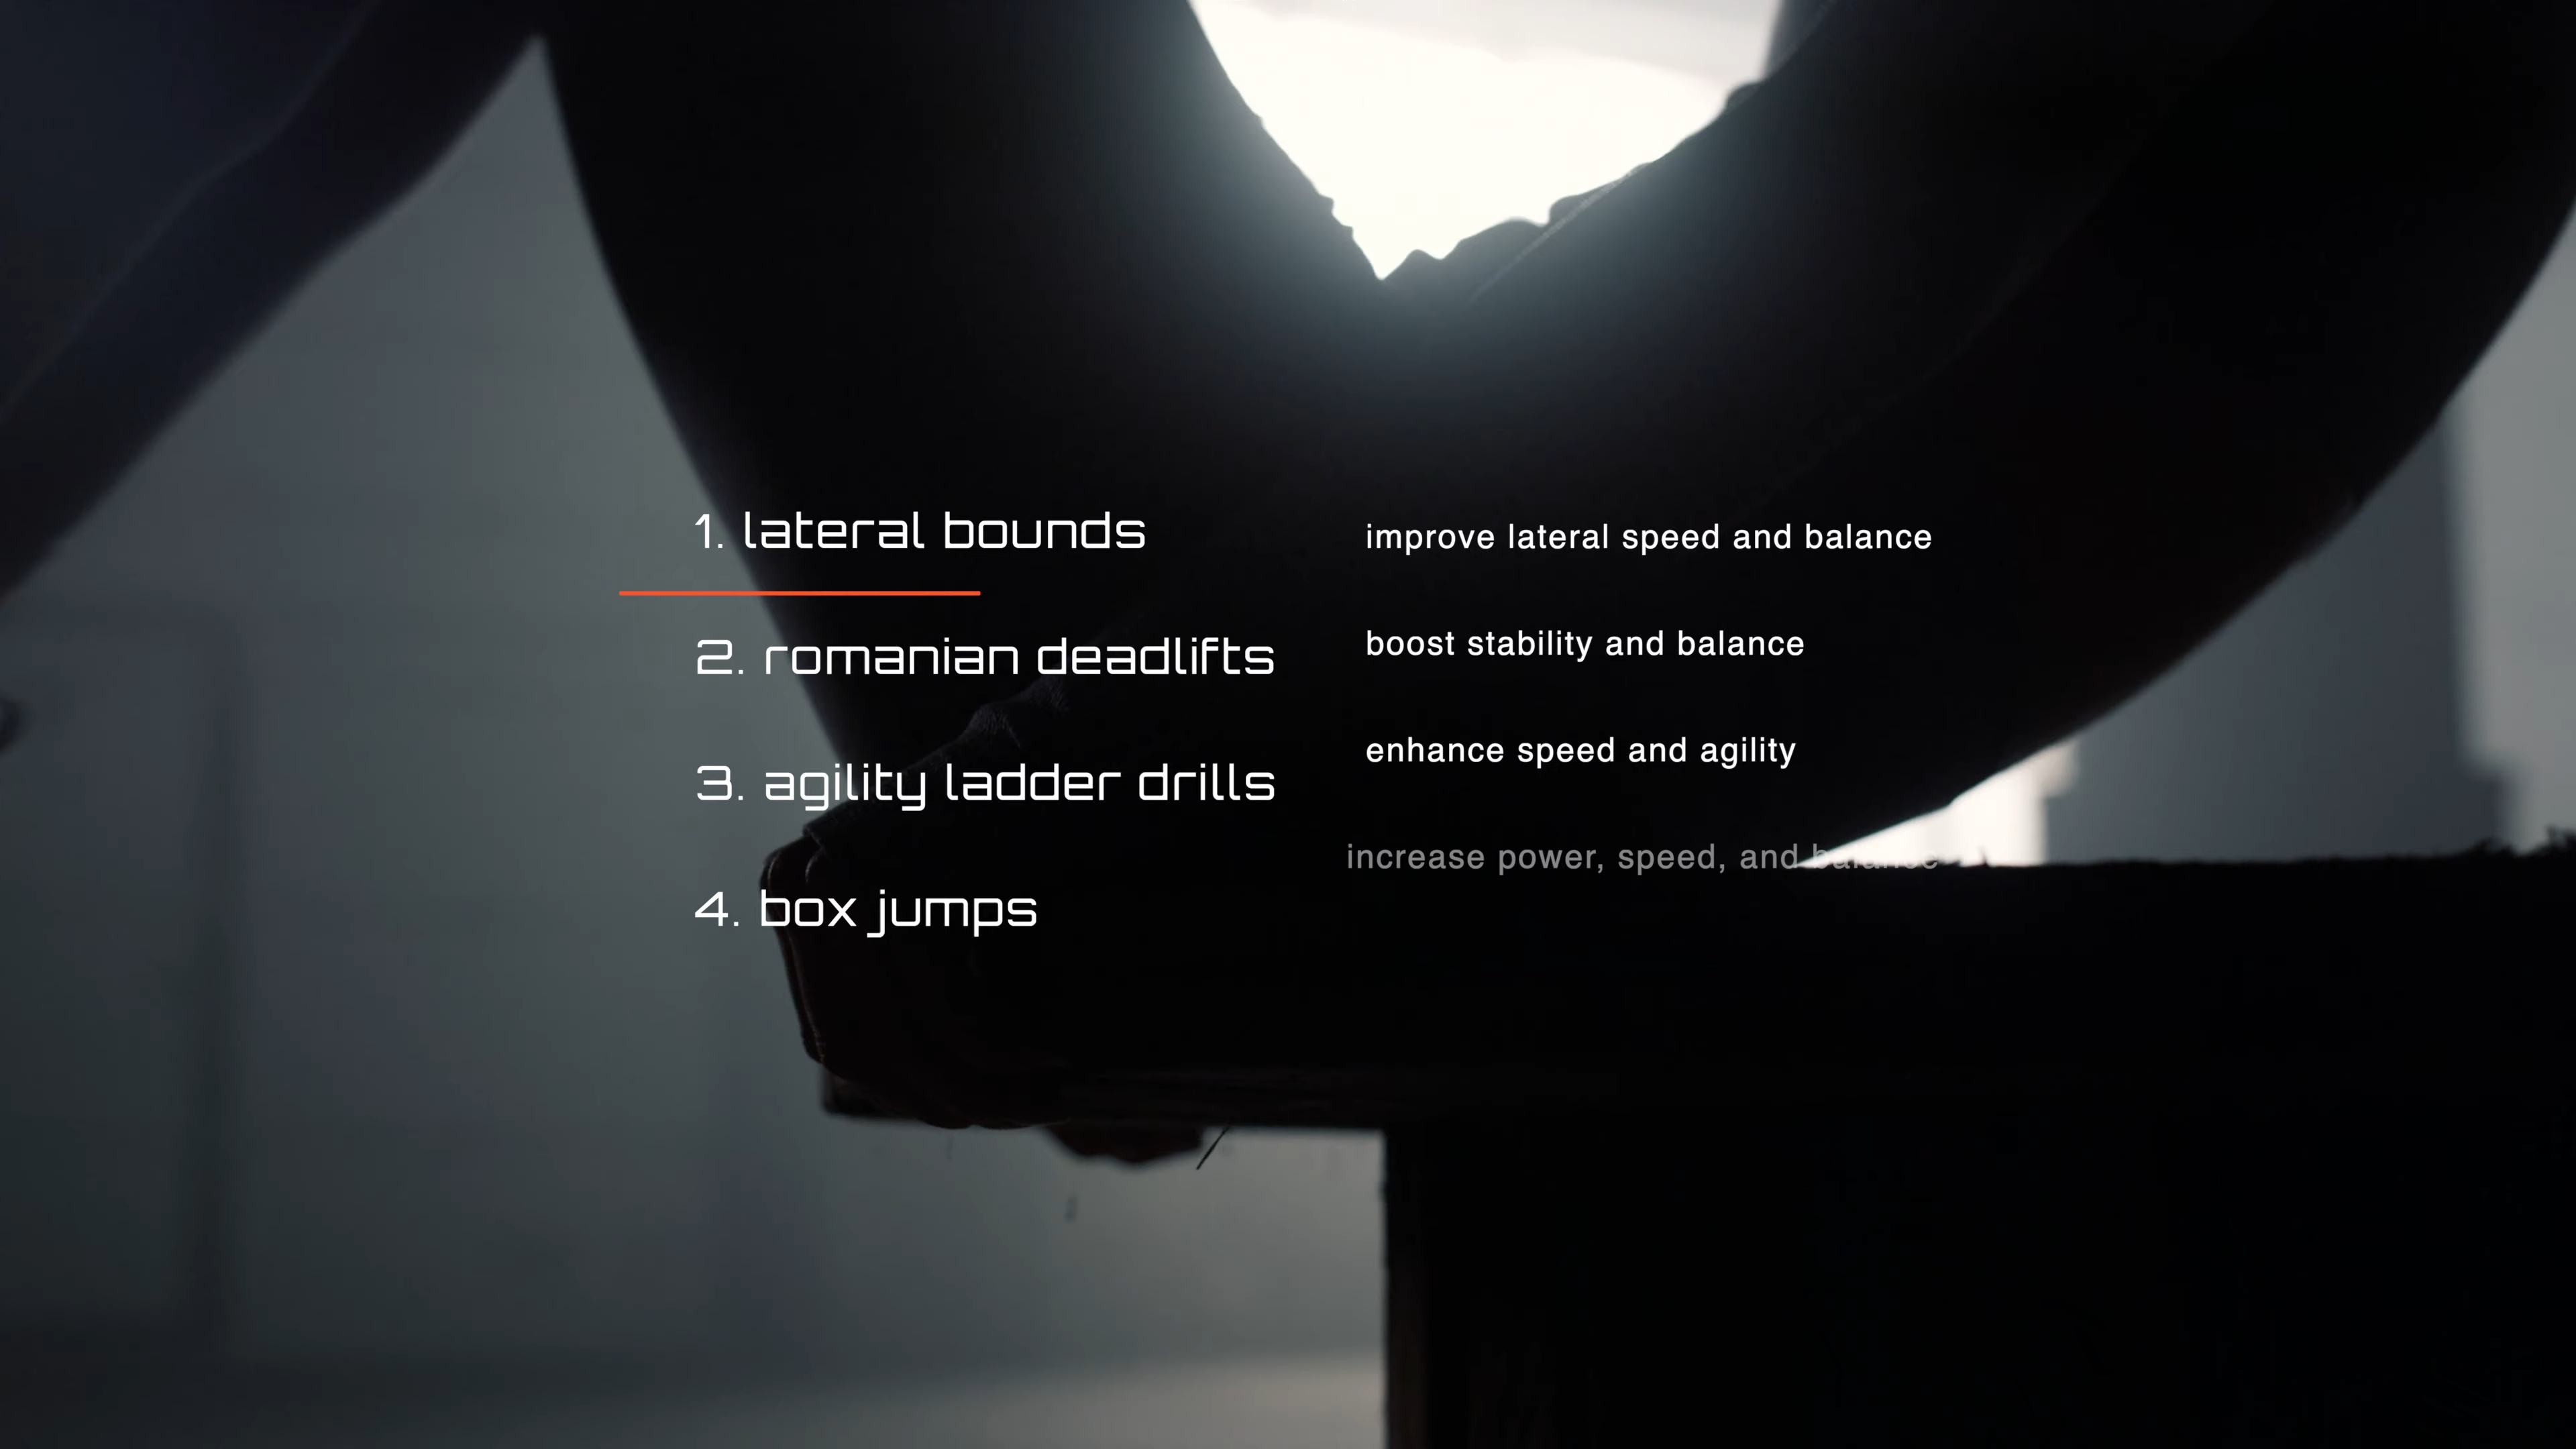 1. lateral bounds
improve lateral speed and balance
2. romanian deadlifts
boost stability and balance
3. agility ladder drills
enhance speed and agility
4. box jumps
increase power, speed, and balance